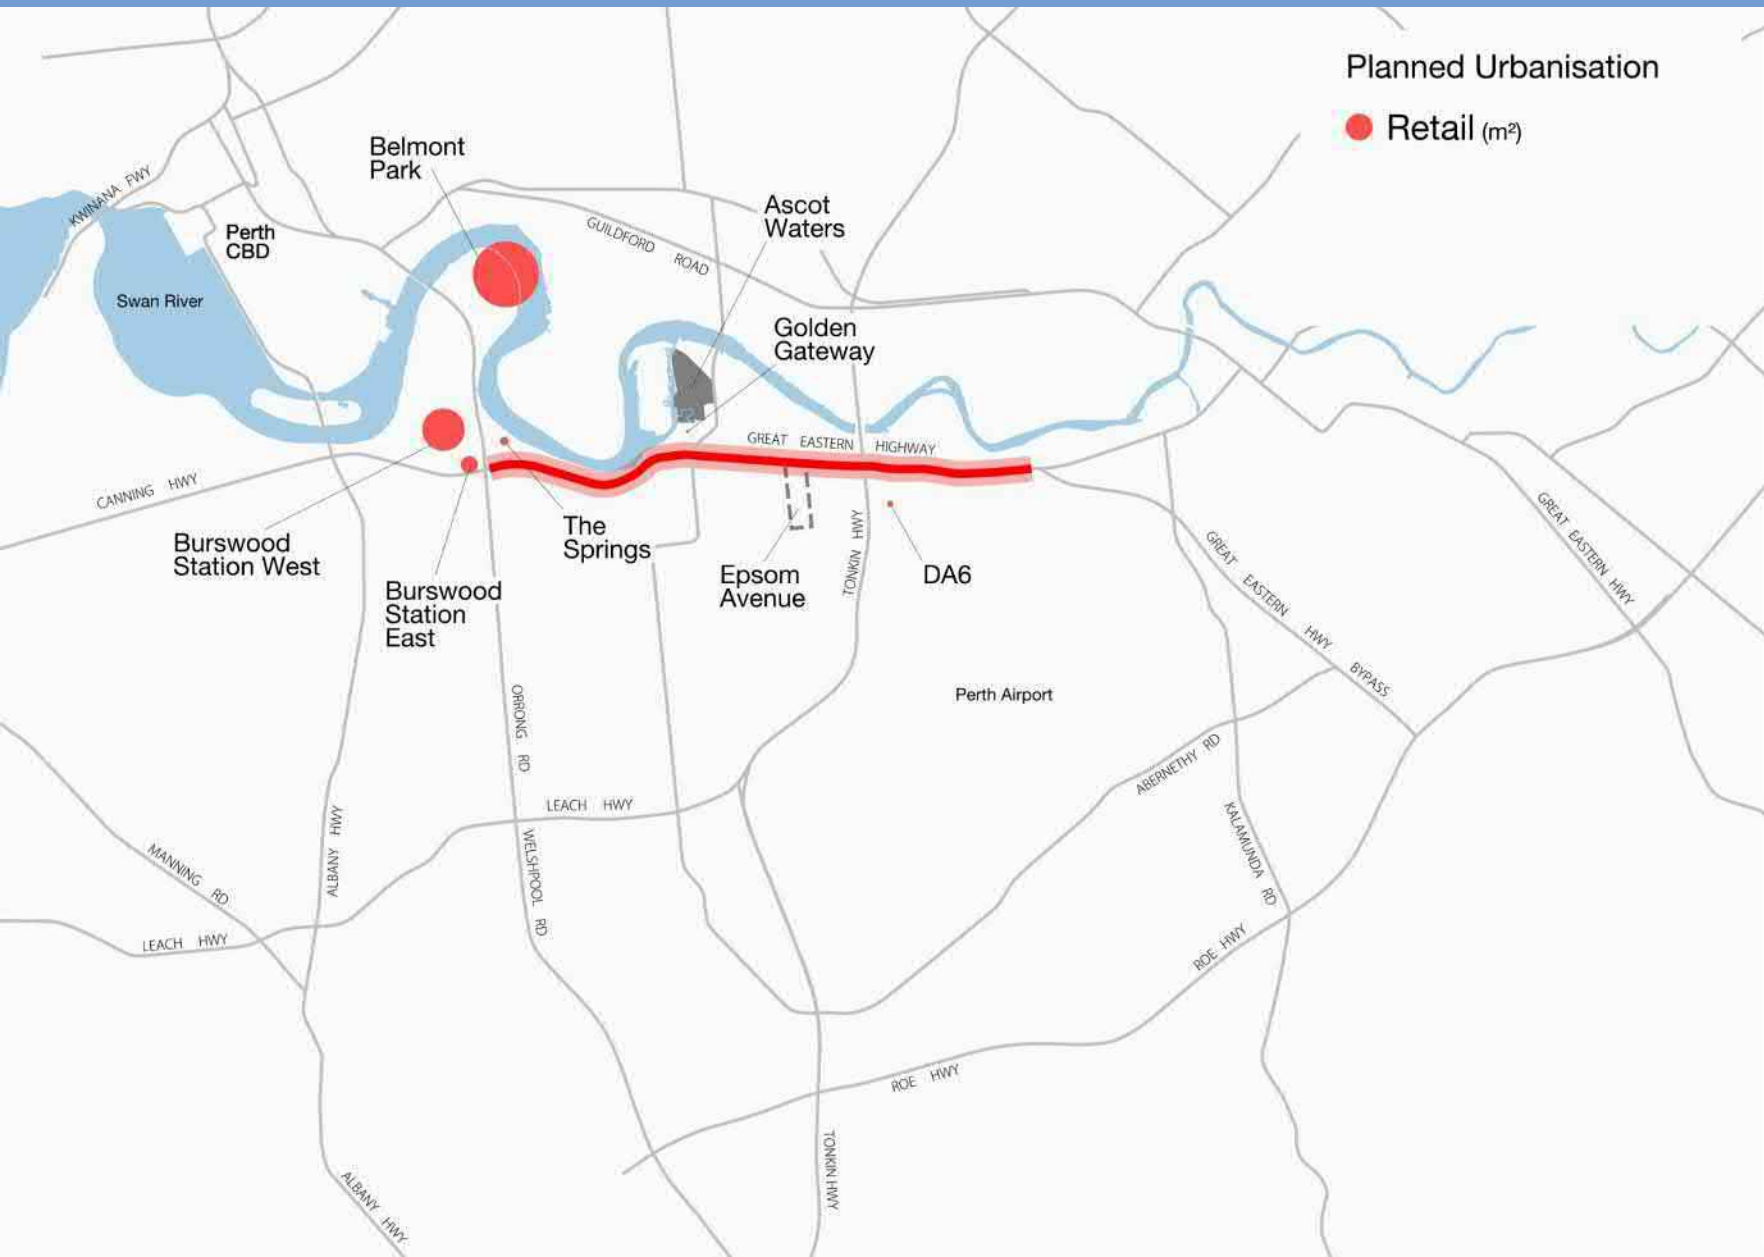 Planned Urbanisation
Retail (m²)
Belmont
Park
KWINANA FWY
Perth
CBD
Ascot
Waters
GUILDFORD ROAD
Swan River
Golden
Gateway
GREAT EASTERN HIGHWAY
CANNING HWY
Burswood
Station West
The
Springs
Burswood
Station
East
Epsom
Avenue
TONKIN HWY
DA6
GREAT EASTERN HWY
GREAT EASTERN HWY BYPASS
Perth Airport
ORRONG RD
ABERNETHY RD
LEACH HWY
ALBANY HWY
MANNING RD
WELSHPOOL RD
KALAMUNDA RD
LEACH HWY
ROE HWY
ROE HWY
TONKIN HWY
ALBANY HWY